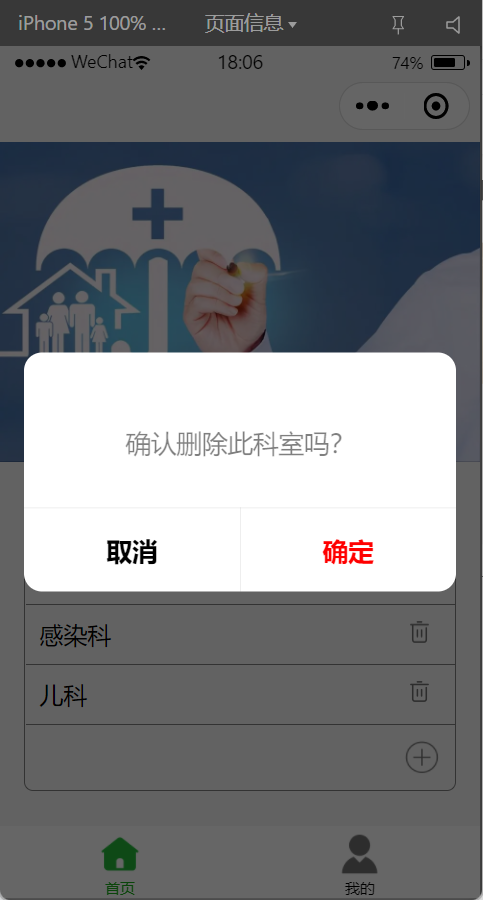 iPhone 5 100% ... 页面信息
WeChat 18:06 74%
确认删除此科室吗？
取消 确定
感染科
儿科
首页 我的